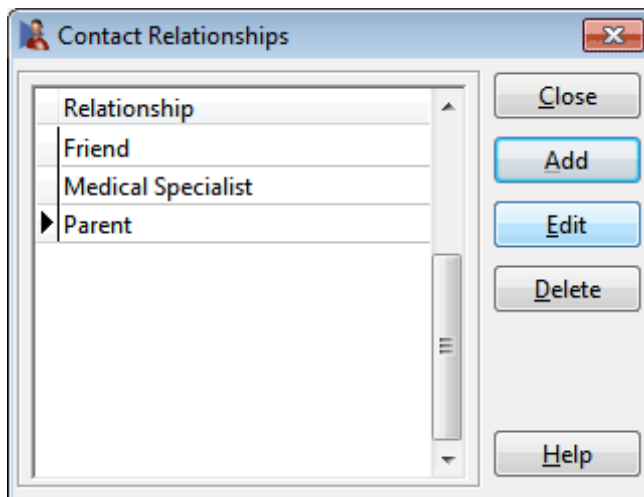 Contact Relationships
Relationship
Friend
Medical Specialist
Parent
Close
Add
Edit
Delete
Help